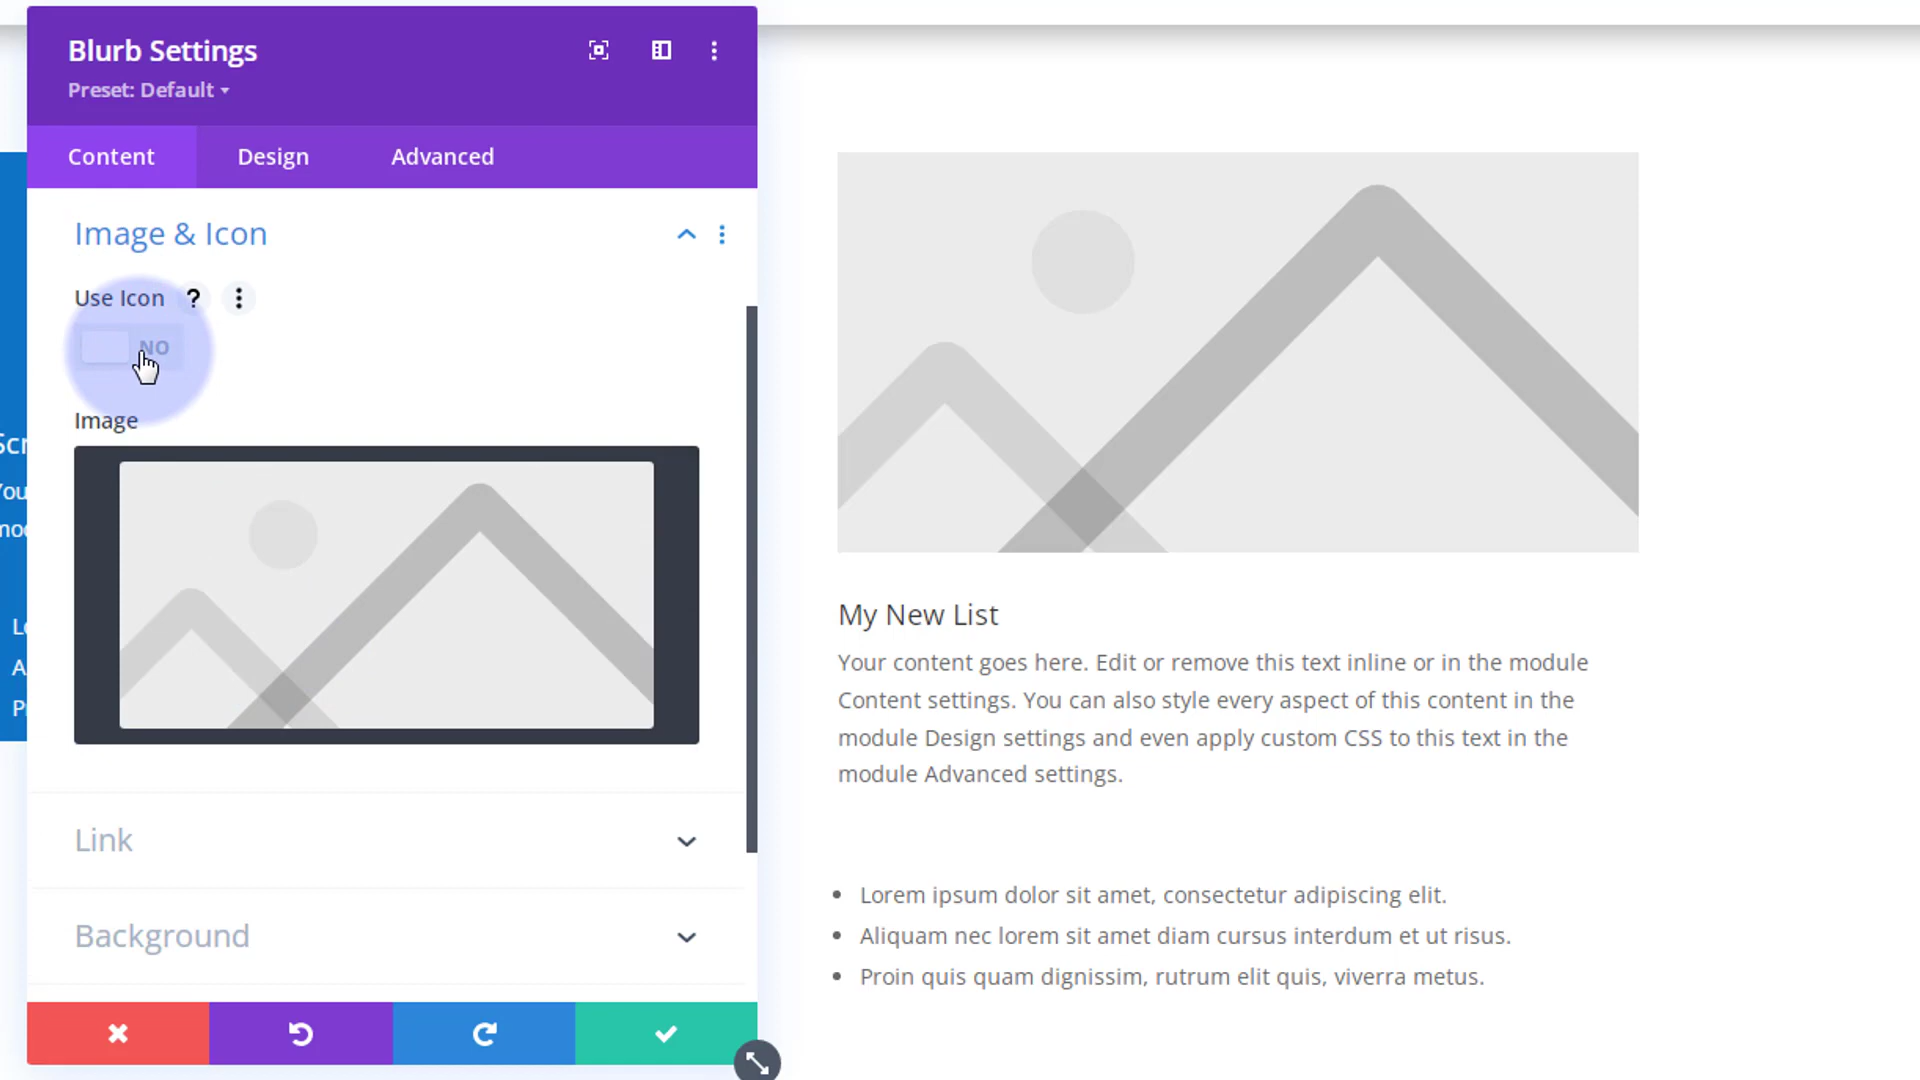 Blurb Settings
Preset: Default
Content
Design
Advanced
Image & Icon
Use Icon ?
NO
Image
Link
Background
My New List
Your content goes here. Edit or remove this text inline or in the module
Content settings. You can also style every aspect of this content in the
module Design settings and even apply custom CSS to this text in the
module Advanced settings.
Lorem ipsum dolor sit amet, consectetur adipiscing elit.
Aliquam nec lorem sit amet diam cursus interdum et ut risus.
Proin quis quam dignissim, rutrum elit quis, viverra metus.